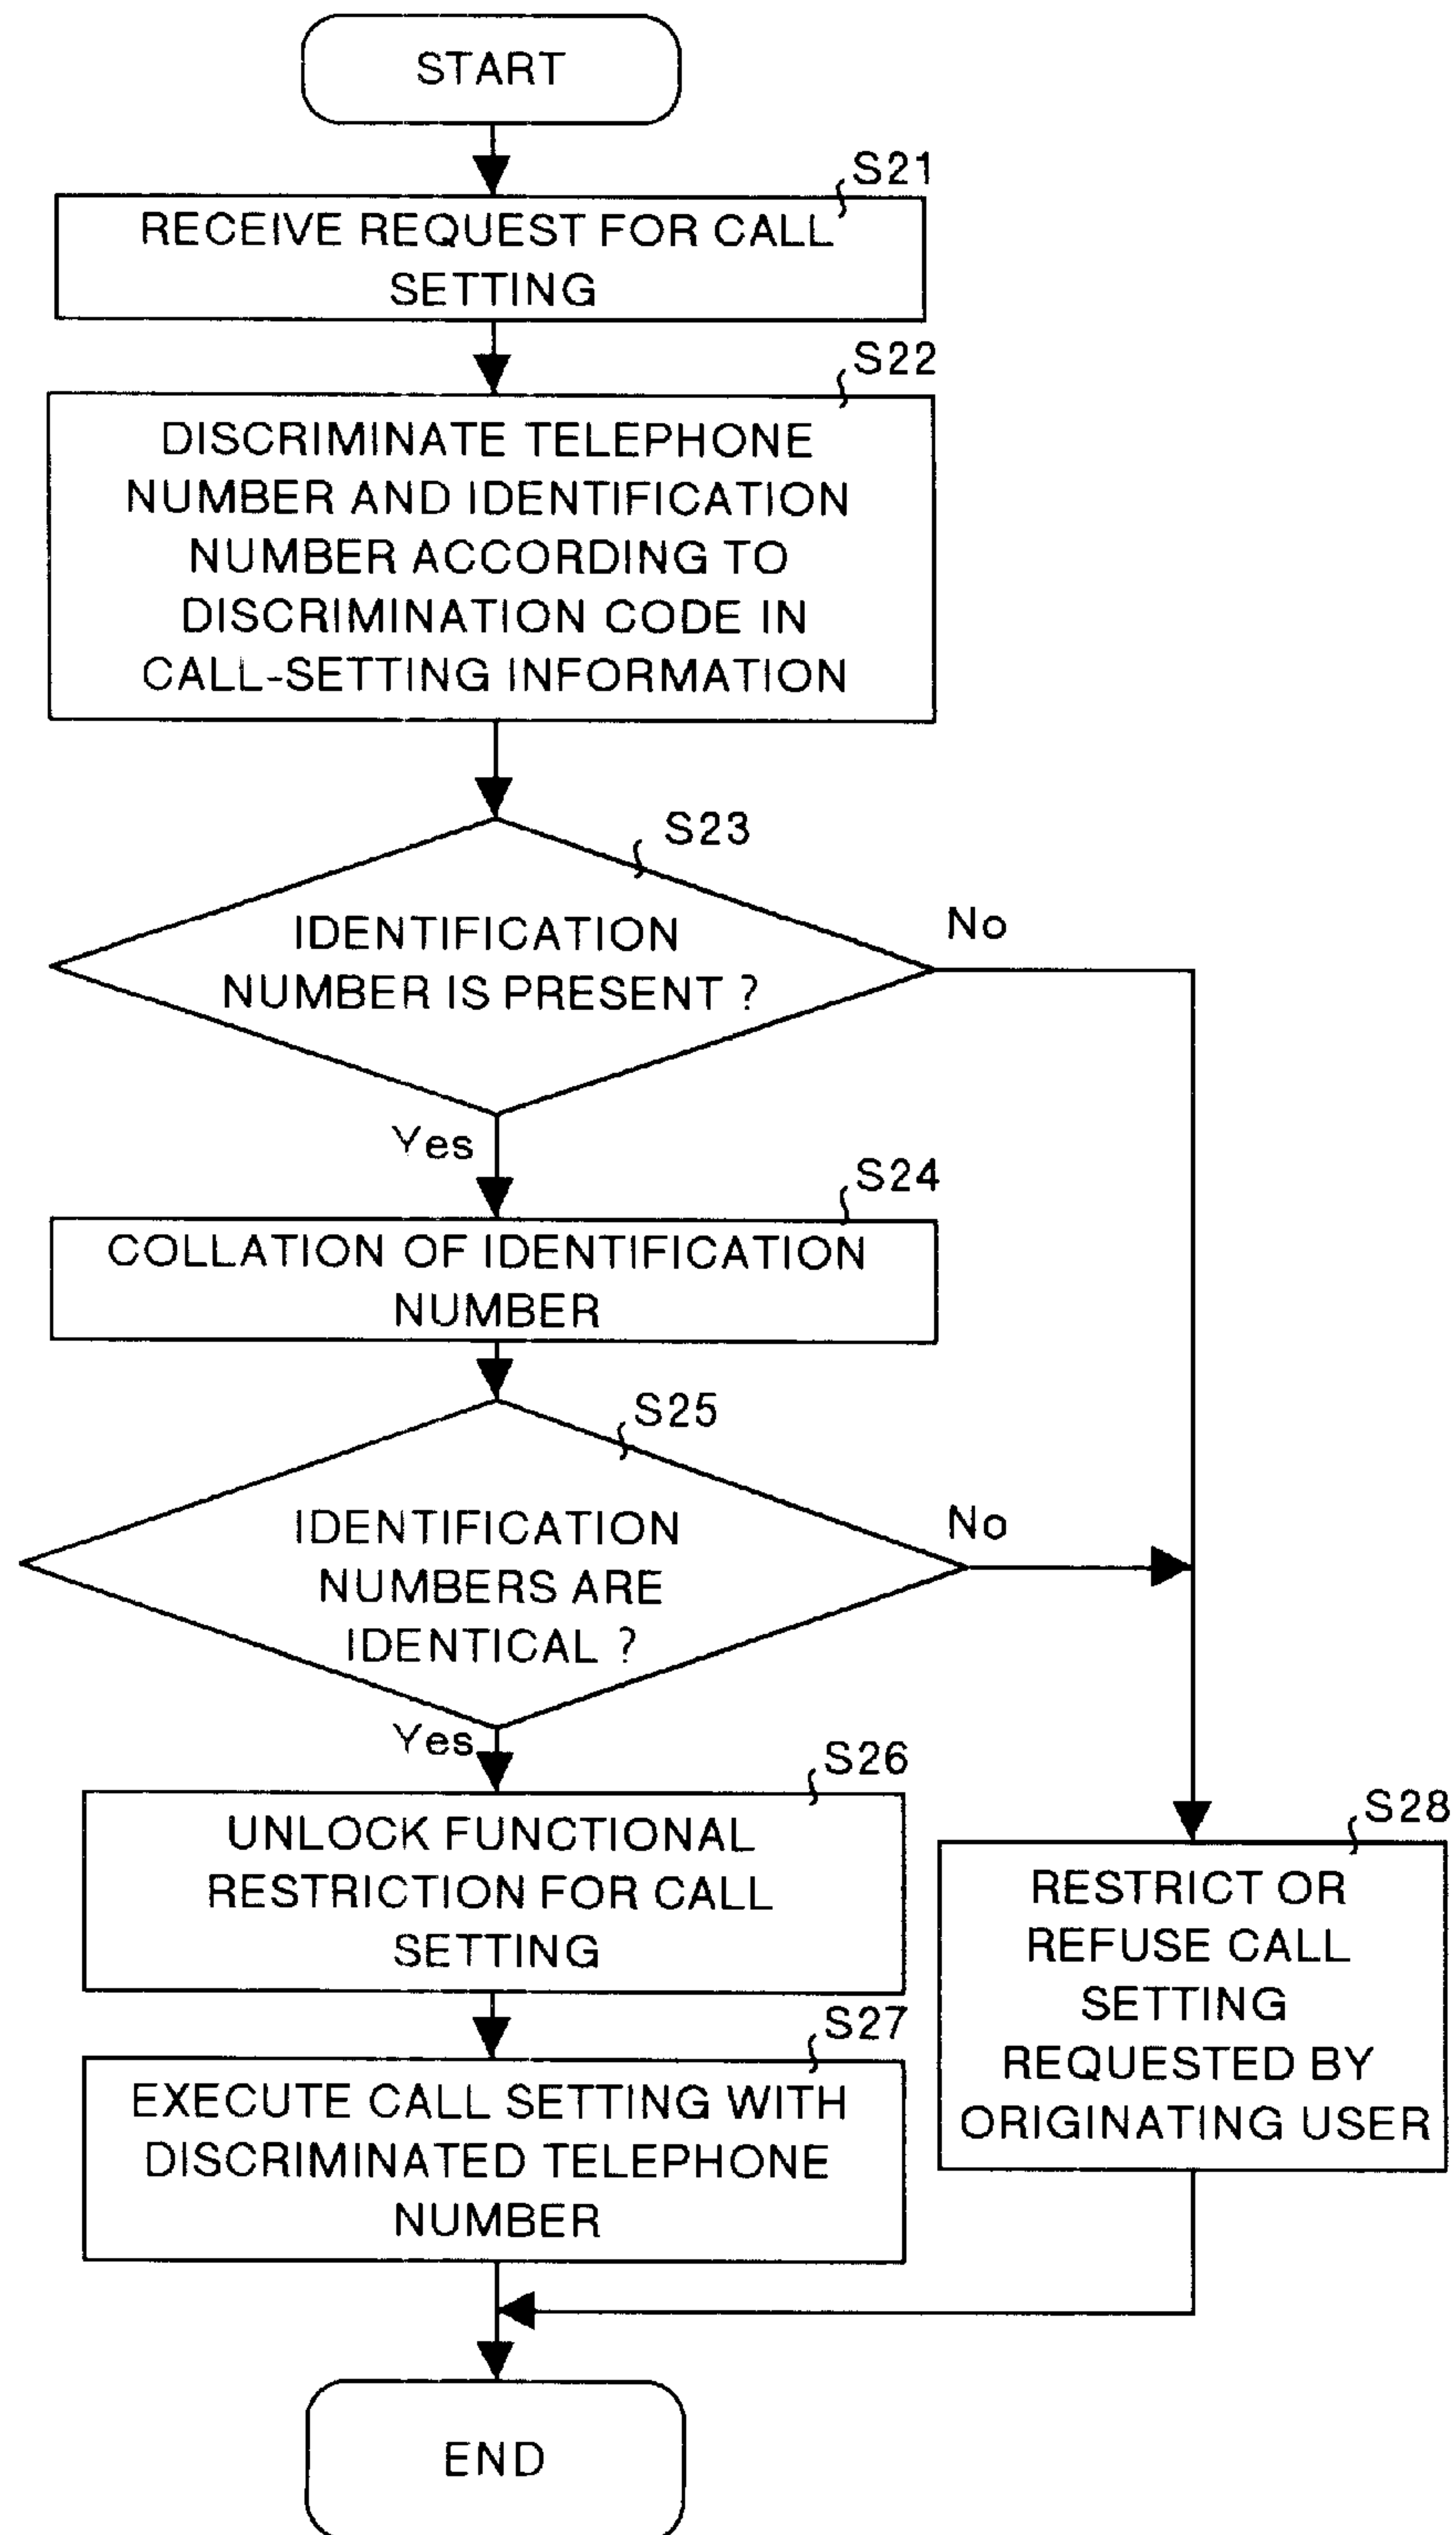 START
S21
RECEIVE REQUEST FOR CALL
SETTING
S22
DISCRIMINATE TELEPHONE
NUMBER AND IDENTIFICATION
NUMBER ACCORDING TO
DISCRIMINATION CODE IN
CALL-SETTING INFORMATION
S23
IDENTIFICATION
NUMBER IS PRESENT ?
No
Yes
S24
COLLATION OF IDENTIFICATION
NUMBER
S25
IDENTIFICATION
NUMBERS ARE
IDENTICAL ?
No
Yes
S26
UNLOCK FUNCTIONAL
RESTRICTION FOR CALL
SETTING
S27
EXECUTE CALL SETTING WITH
DISCRIMINATED TELEPHONE
NUMBER
S28
RESTRICT OR
REFUSE CALL
SETTING
REQUESTED BY
ORIGINATING USER
END